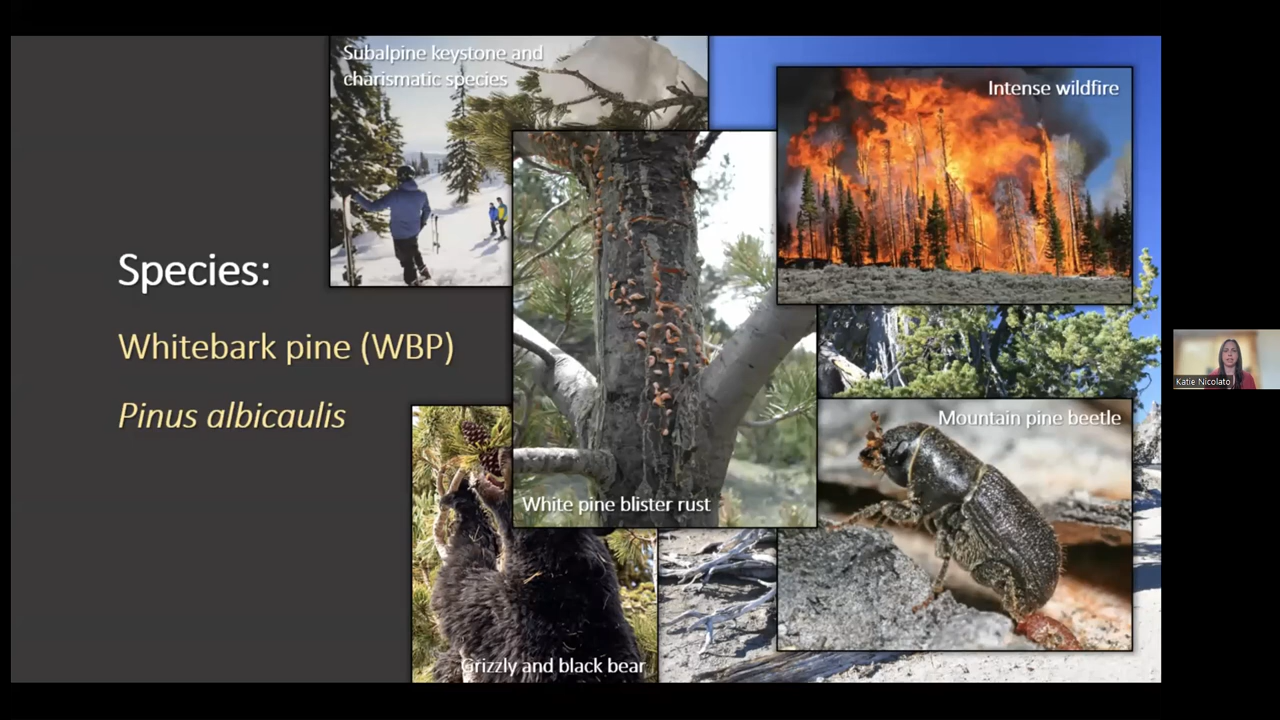 Subalpine keystone and
charismatic species
Intense wildfire
Species:
Whitebark pine (WBP)
Pinus albicaulis
Katie Nicolato
Mountain pine beetle
White pine blister rust
Grizzly and black bear